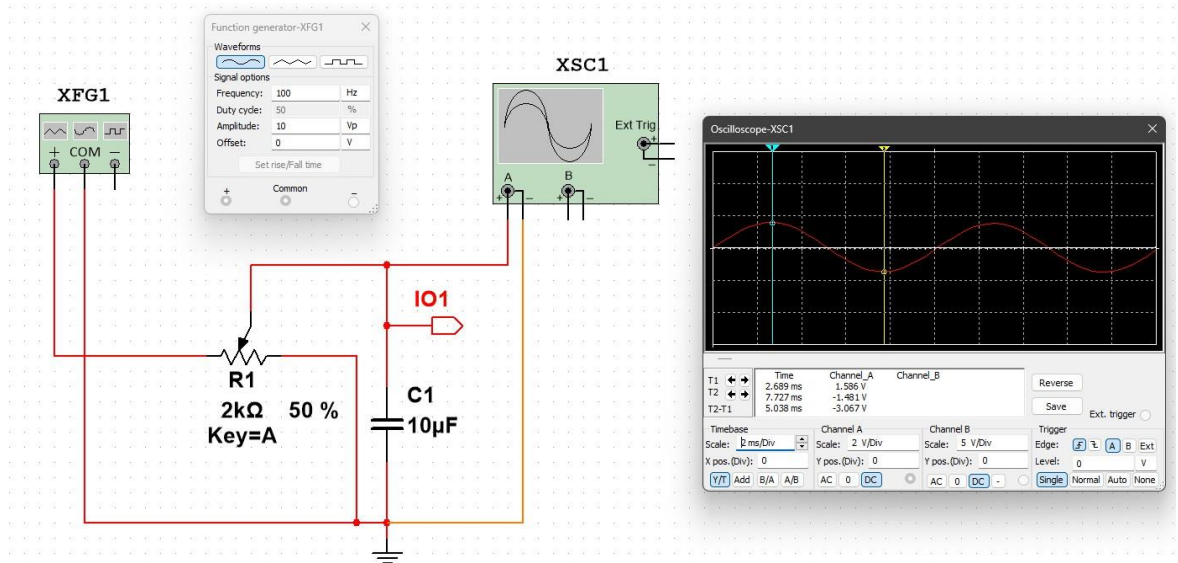 Function generator-XFG1
Waveforms
Signal options
Frequency: 100 Hz
Duty cycle: 50 %
Amplitude: 10 Vp
Offset: 0 V
Set rise/Fall time
+ Common −
XFG1
+ COM −
XSC1
Ext Trig
+
−
A B
+ − + −
IO1
R1
2kΩ 50 %
Key=A
C1
10µF
Oscilloscope-XSC1
Time Channel_A Channel_B
T1 2.689 ms 1.586 V
T2 7.727 ms -1.481 V
T2-T1 5.038 ms -3.067 V
Reverse
Save
Ext. trigger
Timebase
Scale: 2 ms/Div
X pos.(Div): 0
Y/T Add B/A A/B
Channel A
Scale: 2 V/Div
Y pos.(Div): 0
AC 0 DC
Channel B
Scale: 5 V/Div
Y pos.(Div): 0
AC 0 DC -
Trigger
Edge: A B Ext
Level: 0 V
Single Normal Auto None